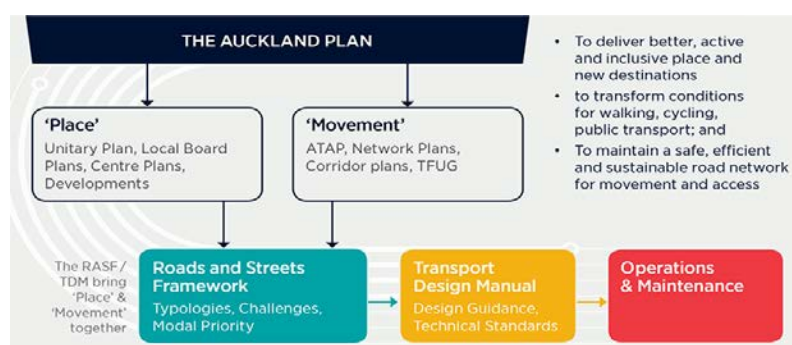 THE AUCKLAND PLAN
• To deliver better, active
and inclusive place and
new destinations
• to transform conditions
for walking, cycling,
public transport; and
• To maintain a safe, efficient
and sustainable road network
for movement and access
'Place'
Unitary Plan, Local Board
Plans, Centre Plans,
Developments
'Movement'
ATAP, Network Plans,
Corridor plans, TFUG
The RASF/
TDM bring
'Place' &
'Movement'
together
Roads and Streets
Framework
Typologies, Challenges,
Modal Priority
Transport
Design Manual
Design Guidance,
Technical Standards
Operations
& Maintenance